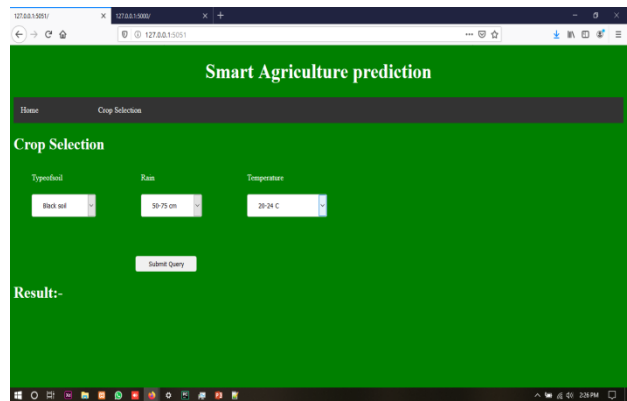 127.0.0.1:5051/ × 127.0.0.1:5000/ × +
127.0.0.1:5051
Smart Agriculture prediction
Home Crop Selection
Crop Selection
Typeofsoil Rain Temperature
Black soil 50-75 cm 20-24 C
Submit Query
Result:-
2:26 PM